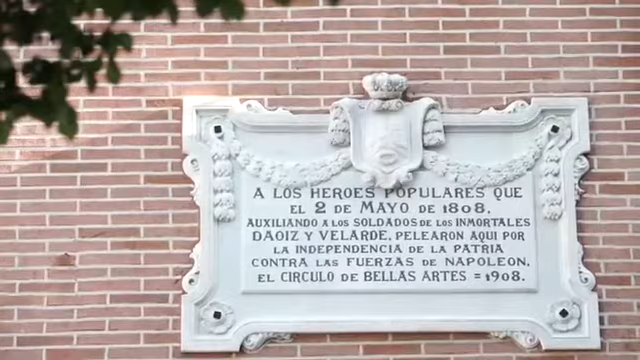 A LOS HEROES POPULARES QUE
EL 2 DE MAYO DE 1808,
AUXILIANDO A LOS SOLDADOS DE LOS INMORTALES
DAOIZ Y VELARDE, PELEARON AQUI POR
LA INDEPENDENCIA DE LA PATRIA
CONTRA LAS FUERZAS DE NAPOLEON.
EL CIRCULO DE BELLAS ARTES = 1908.